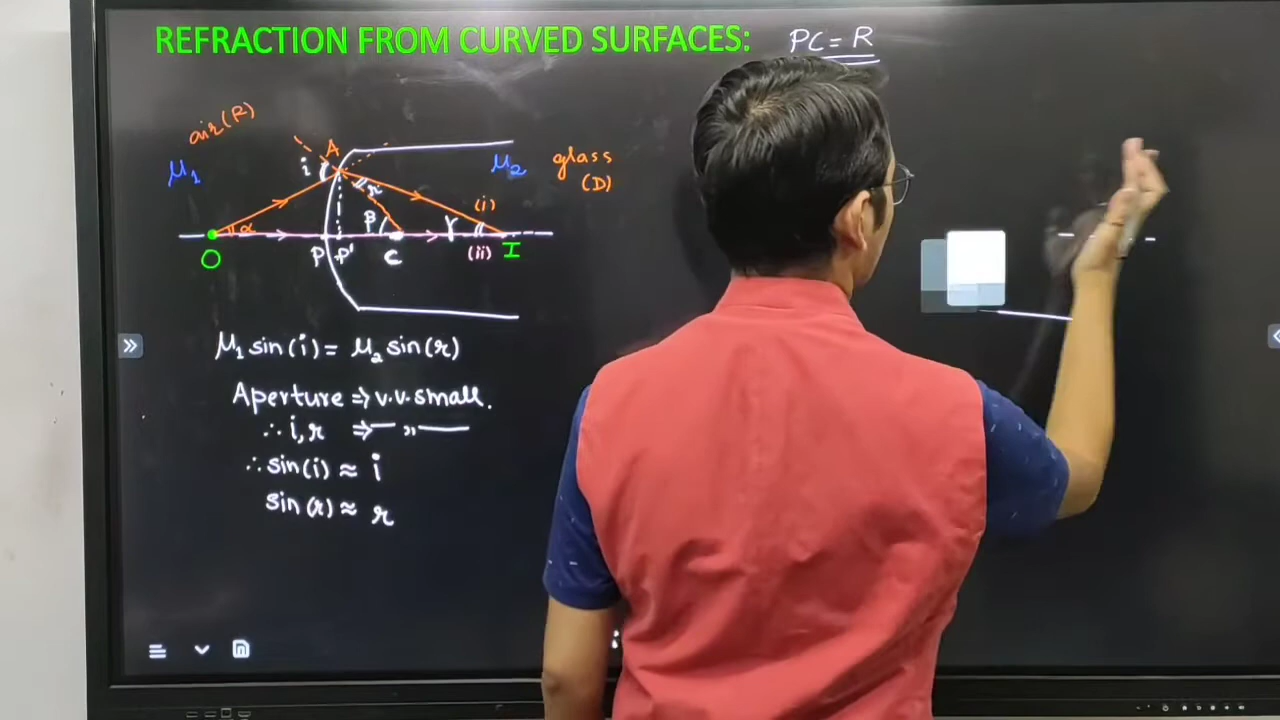 REFRACTION FROM CURVED SURFACES: PC = R
air (R)
A
i
μ₁
μ₂
glass
(D)
r
(i)
α
β
γ
O
P
P'
C
(ii)
I
μ₁ sin(i) = μ₂ sin(r)
Aperture ⇒ v.v.small.
∴ i, r ⇒ — ,, —
∴ sin(i) ≈ i
sin(r) ≈ r